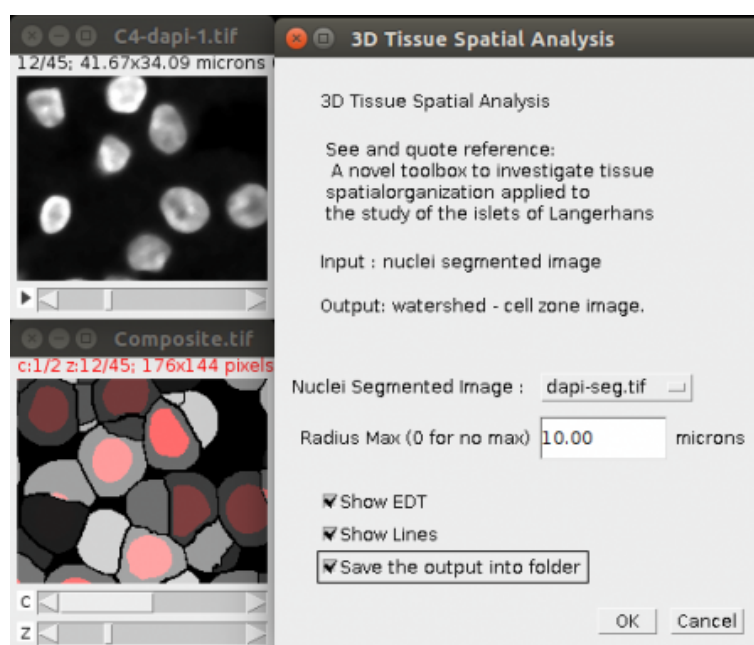 C4-dapi-1.tif
12/45; 41.67x34.09 microns (
Composite.tif
c:1/2 z:12/45; 176x144 pixels
C
Z
3D Tissue Spatial Analysis
3D Tissue Spatial Analysis
See and quote reference:
A novel toolbox to investigate tissue
spatialorganization applied to
the study of the islets of Langerhans
Input : nuclei segmented image
Output: watershed - cell zone image.
Nuclei Segmented Image : dapi-seg.tif
Radius Max (0 for no max) 10.00 microns
Show EDT
Show Lines
Save the output into folder
OK Cancel